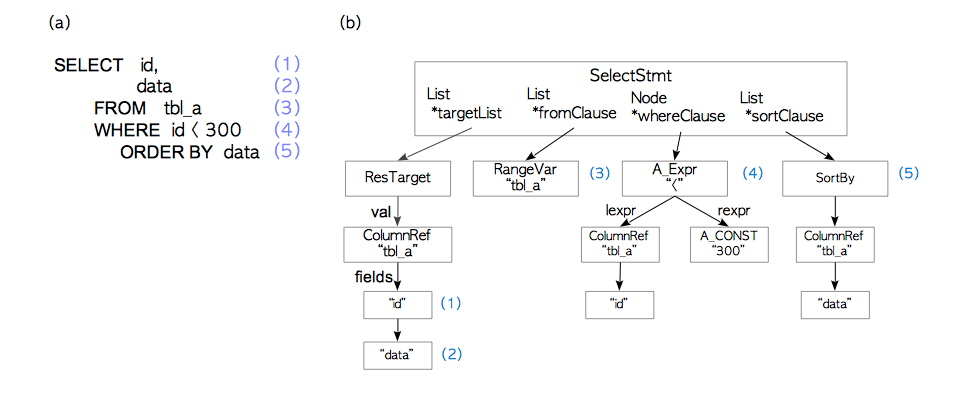 (a)
SELECT id, (1)
data (2)
FROM tbl_a (3)
WHERE id < 300 (4)
ORDER BY data (5)
(b)
SelectStmt
List
*targetList
List
*fromClause
Node
*whereClause
List
*sortClause
ResTarget
RangeVar
"tbl_a"
(3)
A_Expr
"<"
(4)
SortBy
(5)
val
lexpr
rexpr
ColumnRef
"tbl_a"
ColumnRef
"tbl_a"
A_CONST
"300"
ColumnRef
"tbl_a"
fields
"id"
(1)
"id"
"data"
"data"
(2)